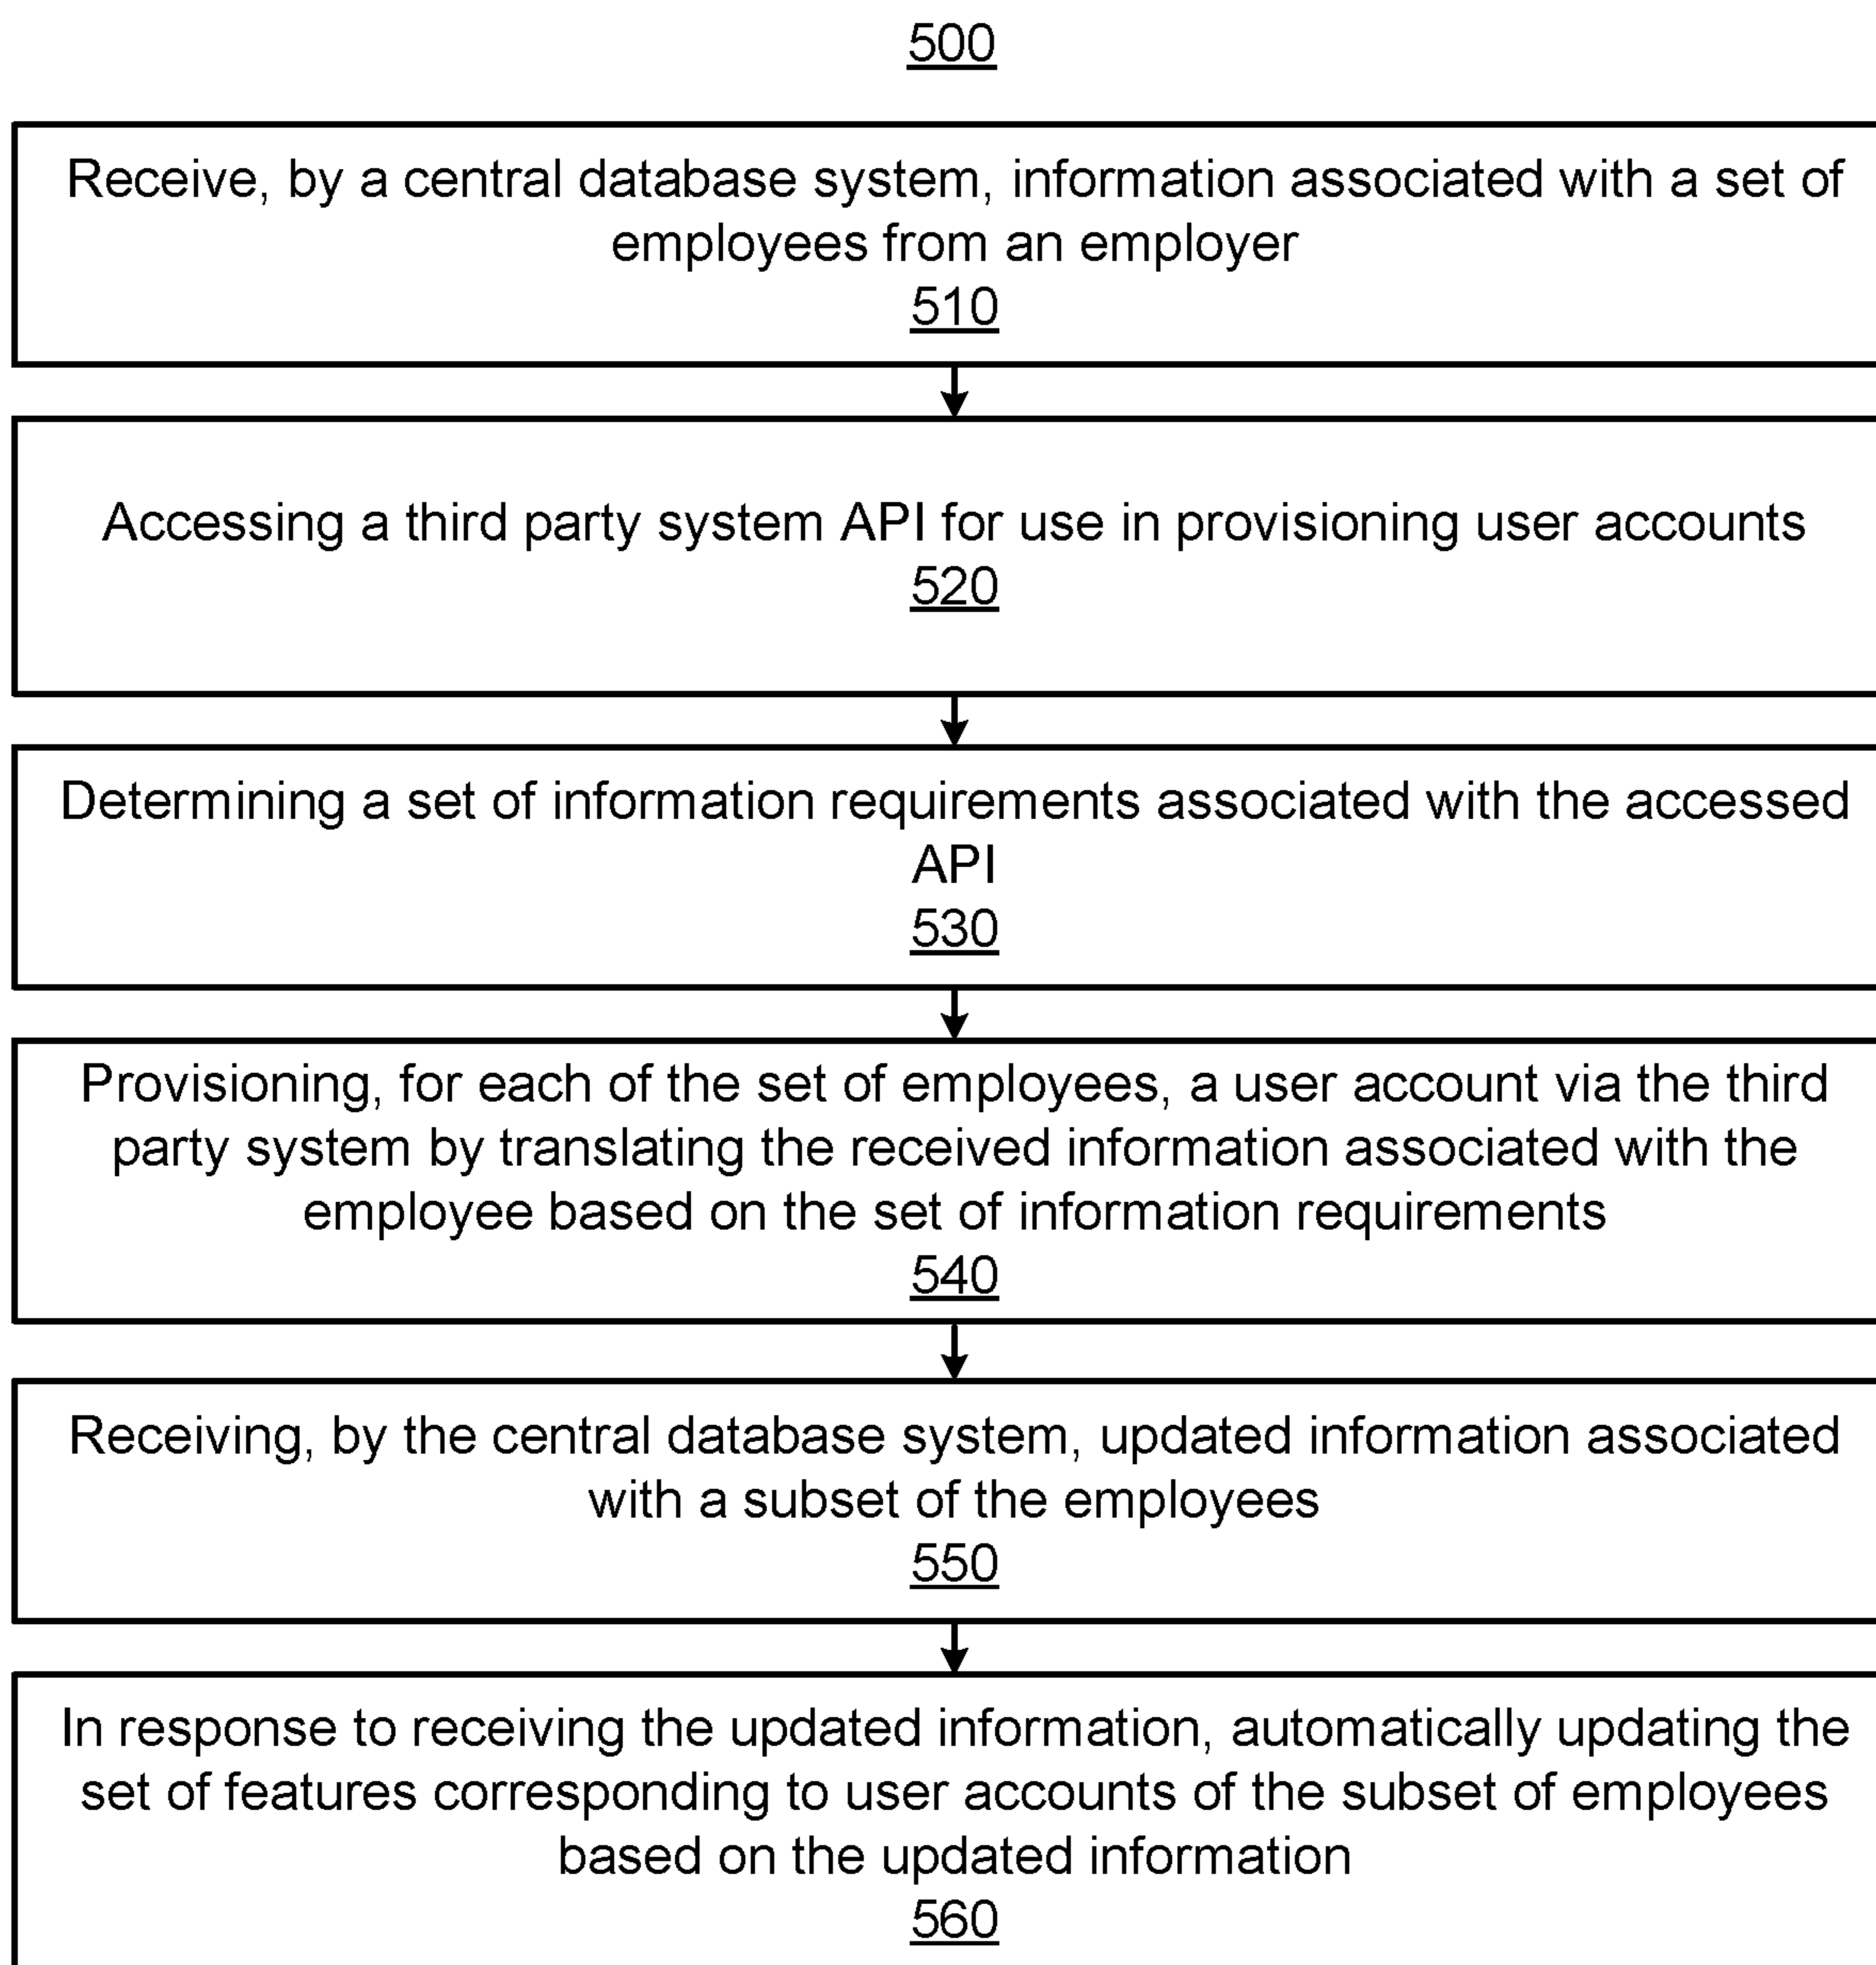 500
Receive, by a central database system, information associated with a set of
employees from an employer
510
Accessing a third party system API for use in provisioning user accounts
520
Determining a set of information requirements associated with the accessed
API
530
Provisioning, for each of the set of employees, a user account via the third
party system by translating the received information associated with the
employee based on the set of information requirements
540
Receiving, by the central database system, updated information associated
with a subset of the employees
550
In response to receiving the updated information, automatically updating the
set of features corresponding to user accounts of the subset of employees
based on the updated information
560